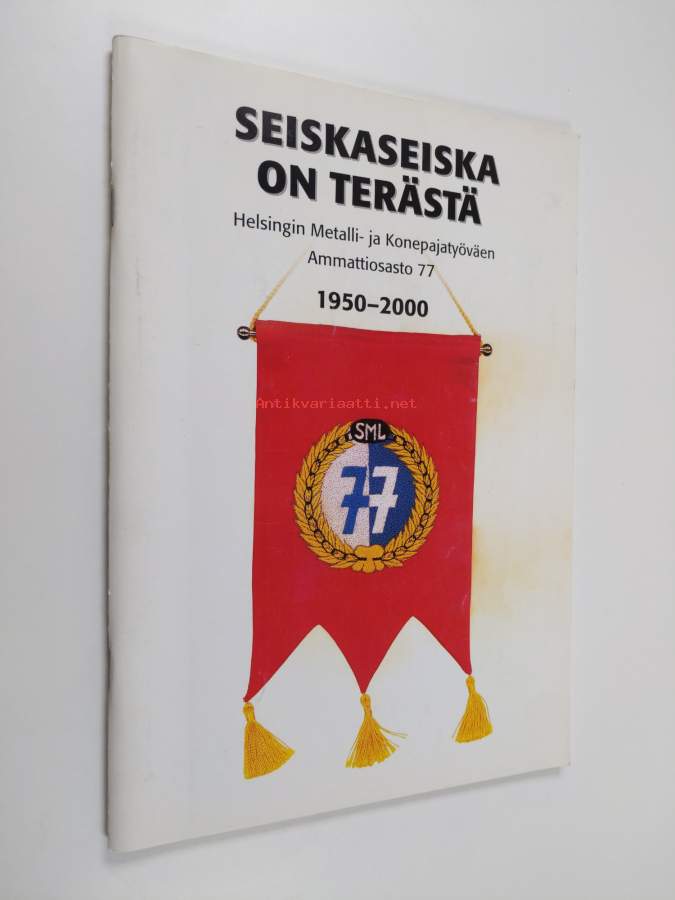 SEISKASEISKA
ON TERÄSTÄ
Helsingin Metalli- ja Konepajatyöväen
Ammattiosasto 77
1950–2000
Antikvariaatti.net
SML
77